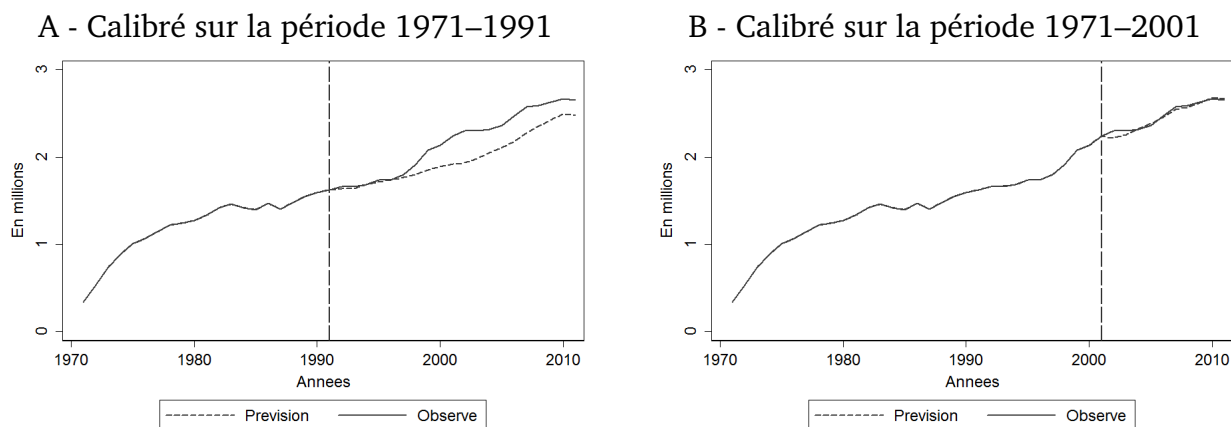 A - Calibré sur la période 1971–1991
3
2
1
0
En millions
1970 1980 1990 2000 2010
Annees
Prevision Observe
B - Calibré sur la période 1971–2001
3
2
1
0
En millions
1970 1980 1990 2000 2010
Annees
Prevision Observe